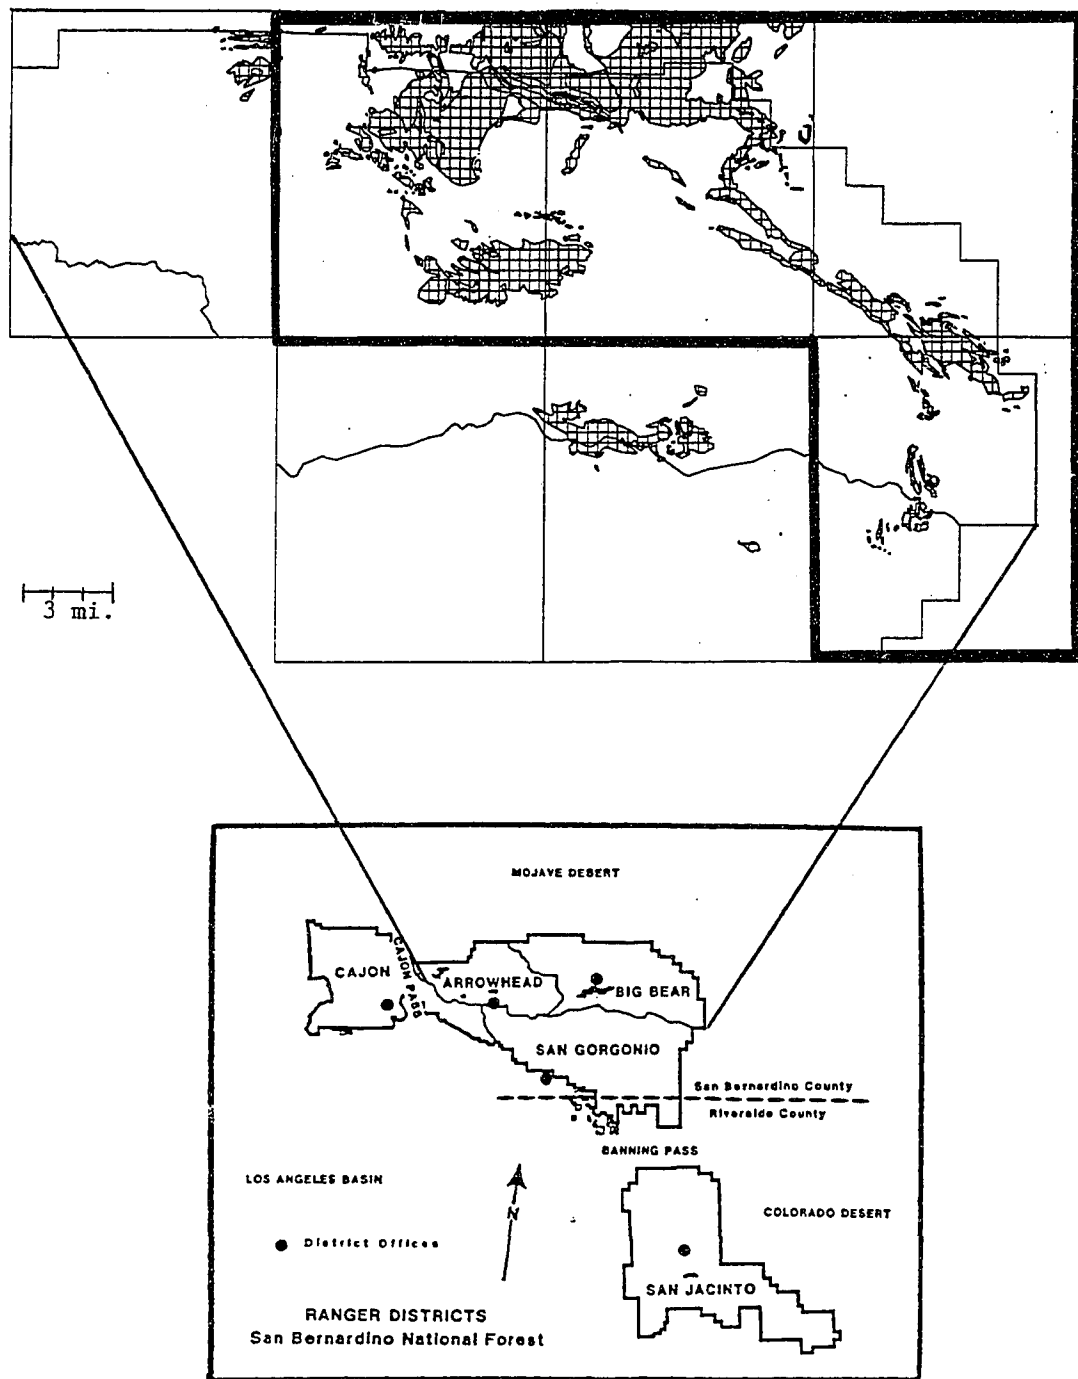 3 mi.
MOJAVE DESERT
CAJON
CAJON PASS
ARROWHEAD
BIG BEAR
SAN GORGONIO
San Bernardino County
Riverside County
BANNING PASS
LOS ANGELES BASIN
N
COLORADO DESERT
District Offices
SAN JACINTO
RANGER DISTRICTS
San Bernardino National Forest